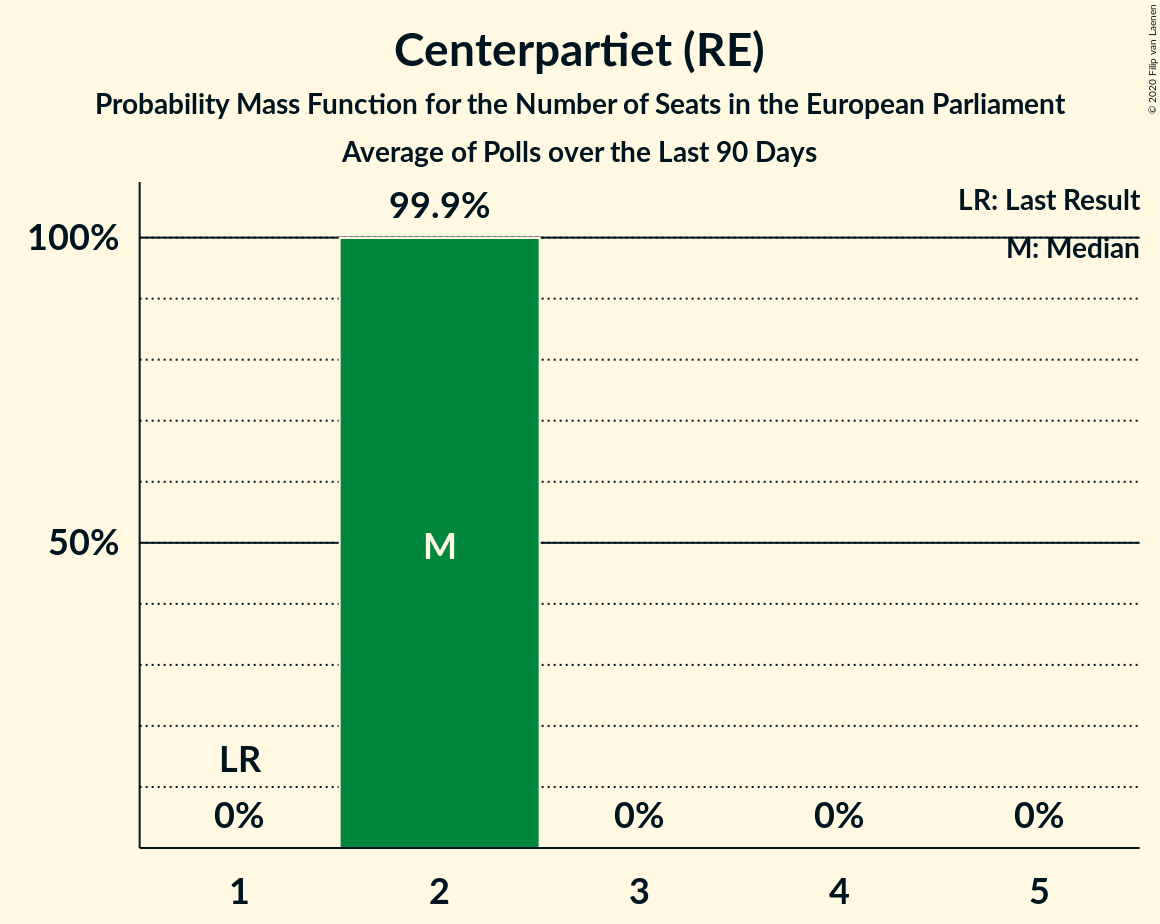 Centerpartiet (RE)
Probability Mass Function for the Number of Seats in the European Parliament
Average of Polls over the Last 90 Days
© 2020 Filip van Laenen
LR: Last Result
M: Median
99.9%
100%
50%
M
LR
0%
0%
0%
0%
1
2
3
4
5